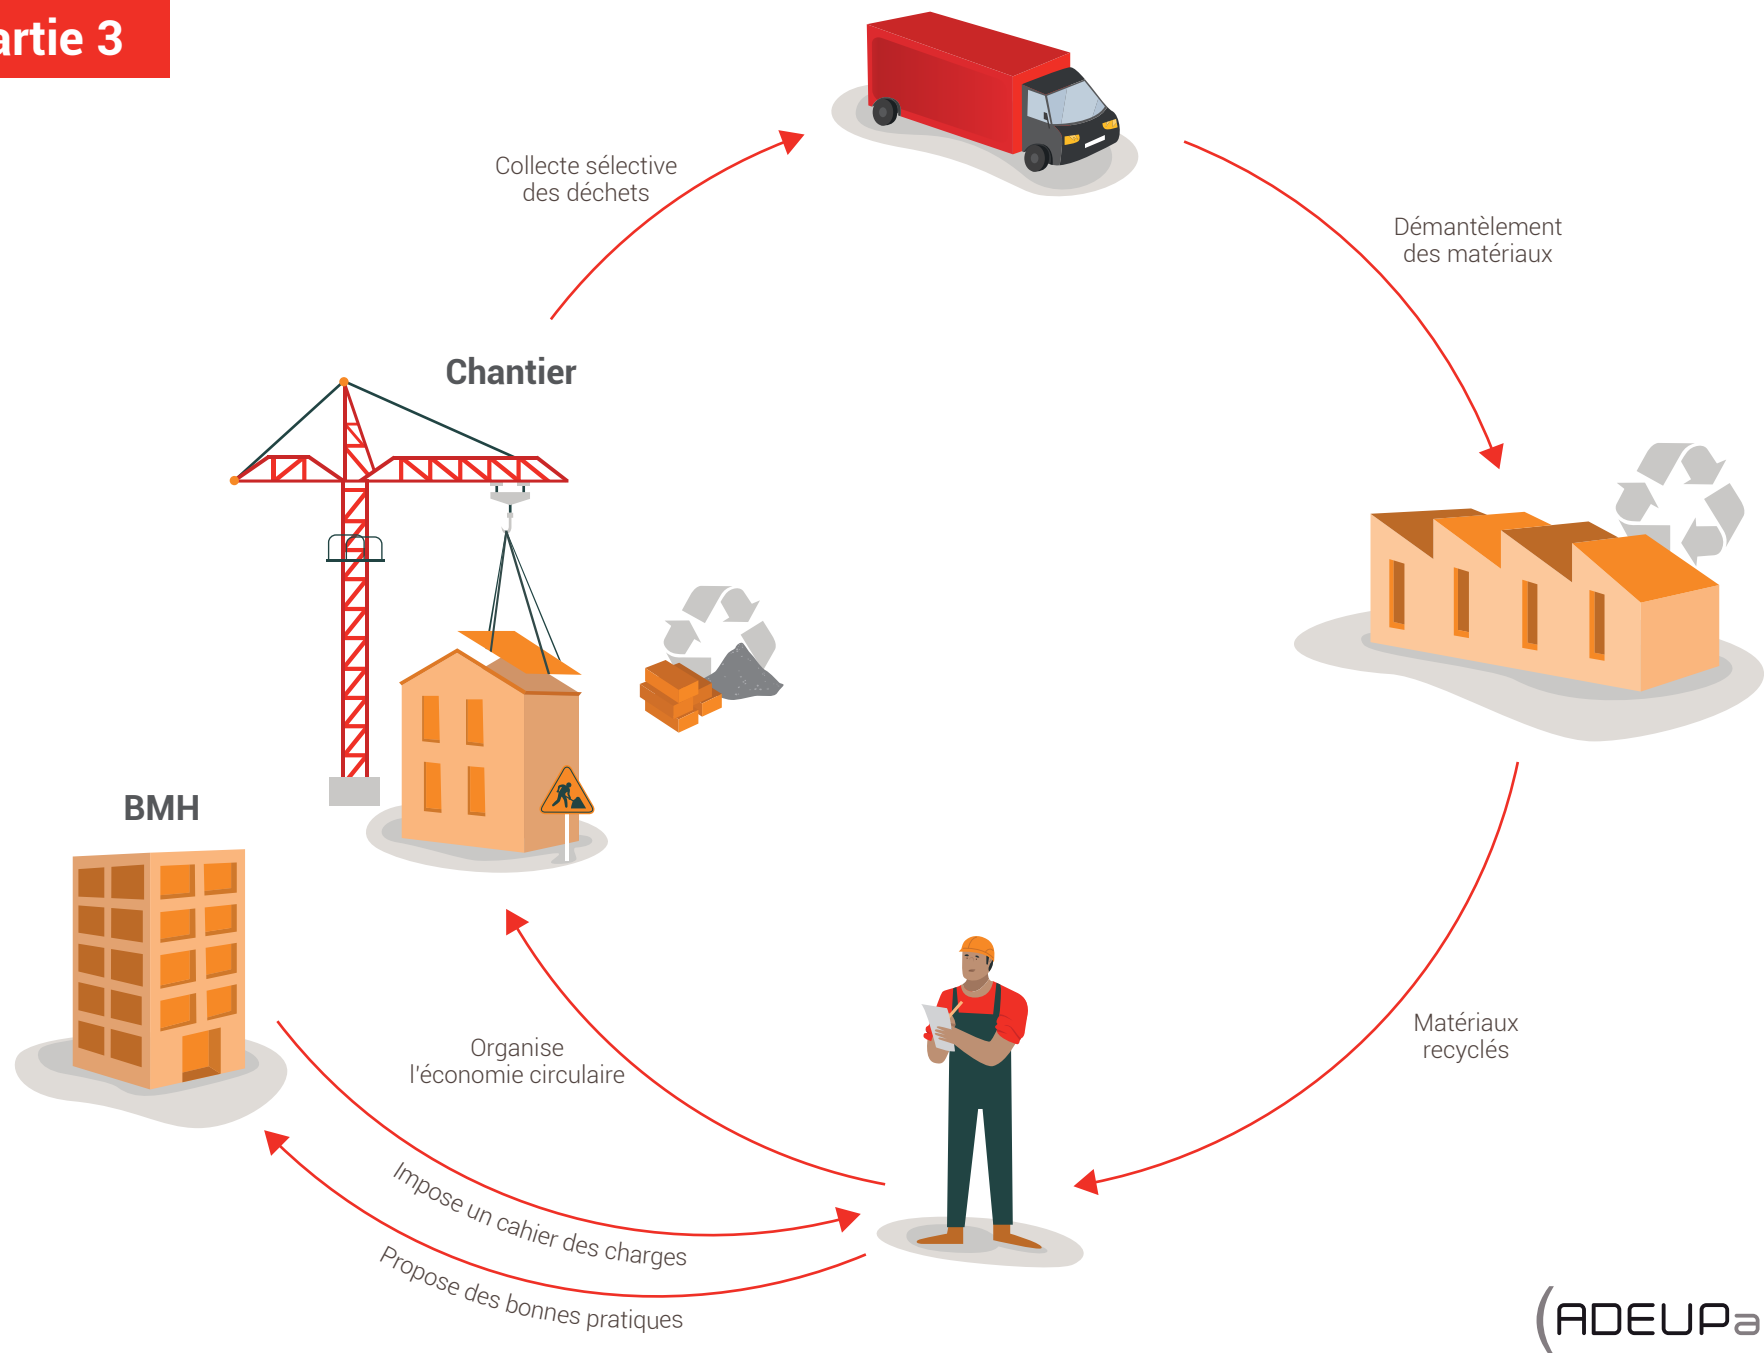 artie 3
Collecte sélective
des déchets
Démantèlement
des matériaux
Chantier
BMH
Organise
l'économie circulaire
Matériaux
recyclés
Impose un cahier des charges
Propose des bonnes pratiques
ADEUPa